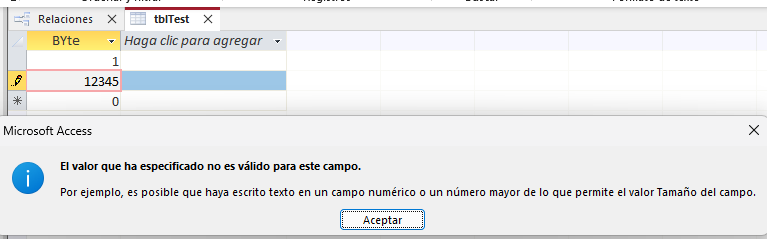 Relaciones
tblTest
BYte
Haga clic para agregar
1
12345
0
Microsoft Access
El valor que ha especificado no es válido para este campo.
Por ejemplo, es posible que haya escrito texto en un campo numérico o un número mayor de lo que permite el valor Tamaño del campo.
Aceptar